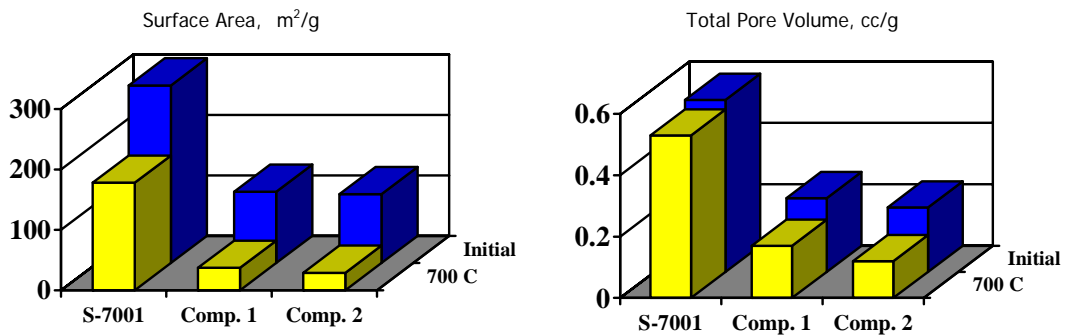 Surface Area, m²/g
300
200
100
0
S-7001 Comp. 1 Comp. 2
700 C
Initial
Total Pore Volume, cc/g
0.6
0.4
0.2
0
S-7001 Comp. 1 Comp. 2
700 C
Initial